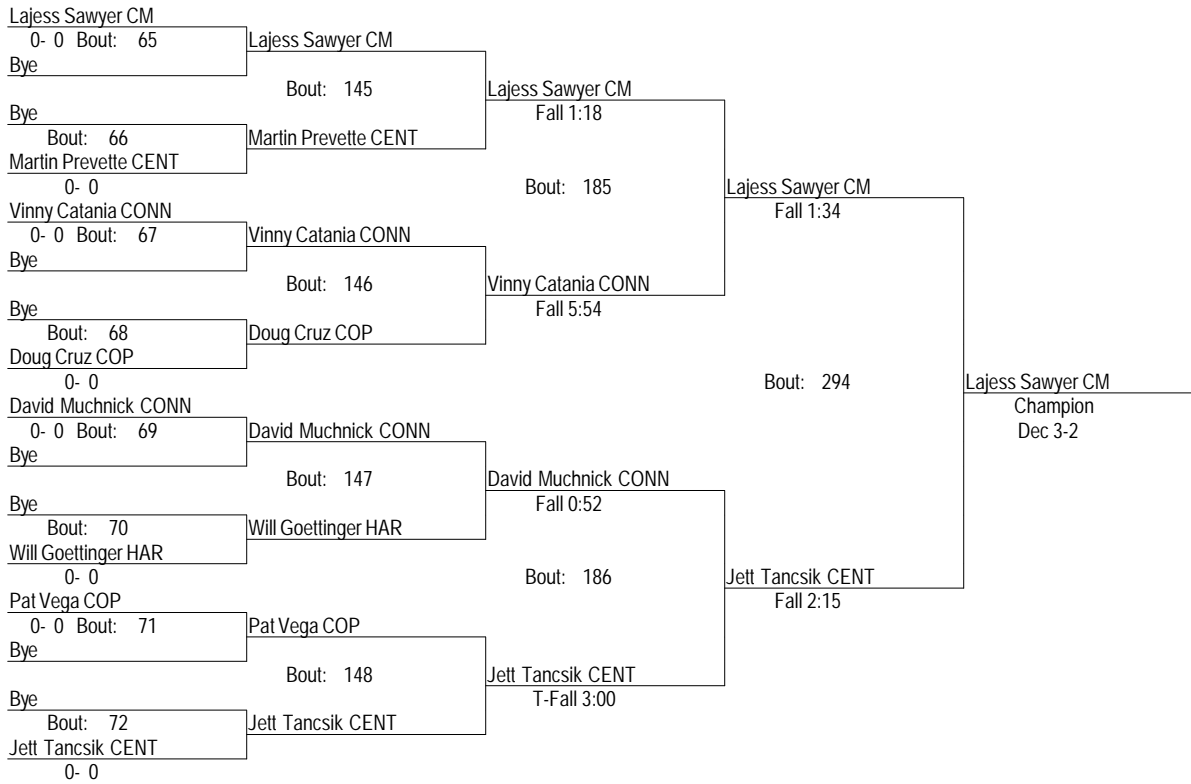 Lajess Sawyer CM
0- 0 Bout: 65
Bye
Bye
Bout: 66
Martin Prevette CENT
0- 0
Vinny Catania CONN
0- 0 Bout: 67
Bye
Bye
Bout: 68
Doug Cruz COP
0- 0
David Muchnick CONN
0- 0 Bout: 69
Bye
Bye
Bout: 70
Will Goettinger HAR
0- 0
Pat Vega COP
0- 0 Bout: 71
Bye
Bye
Bout: 72
Jett Tancsik CENT
0- 0
Lajess Sawyer CM
Bout: 145
Martin Prevette CENT
Vinny Catania CONN
Bout: 146
Doug Cruz COP
David Muchnick CONN
Bout: 147
Will Goettinger HAR
Pat Vega COP
Bout: 148
Jett Tancsik CENT
Lajess Sawyer CM
Fall 1:18
Bout: 185
Vinny Catania CONN
Fall 5:54
David Muchnick CONN
Fall 0:52
Bout: 186
Jett Tancsik CENT
T-Fall 3:00
Lajess Sawyer CM
Fall 1:34
Bout: 294
Jett Tancsik CENT
Fall 2:15
Lajess Sawyer CM
Champion
Dec 3-2